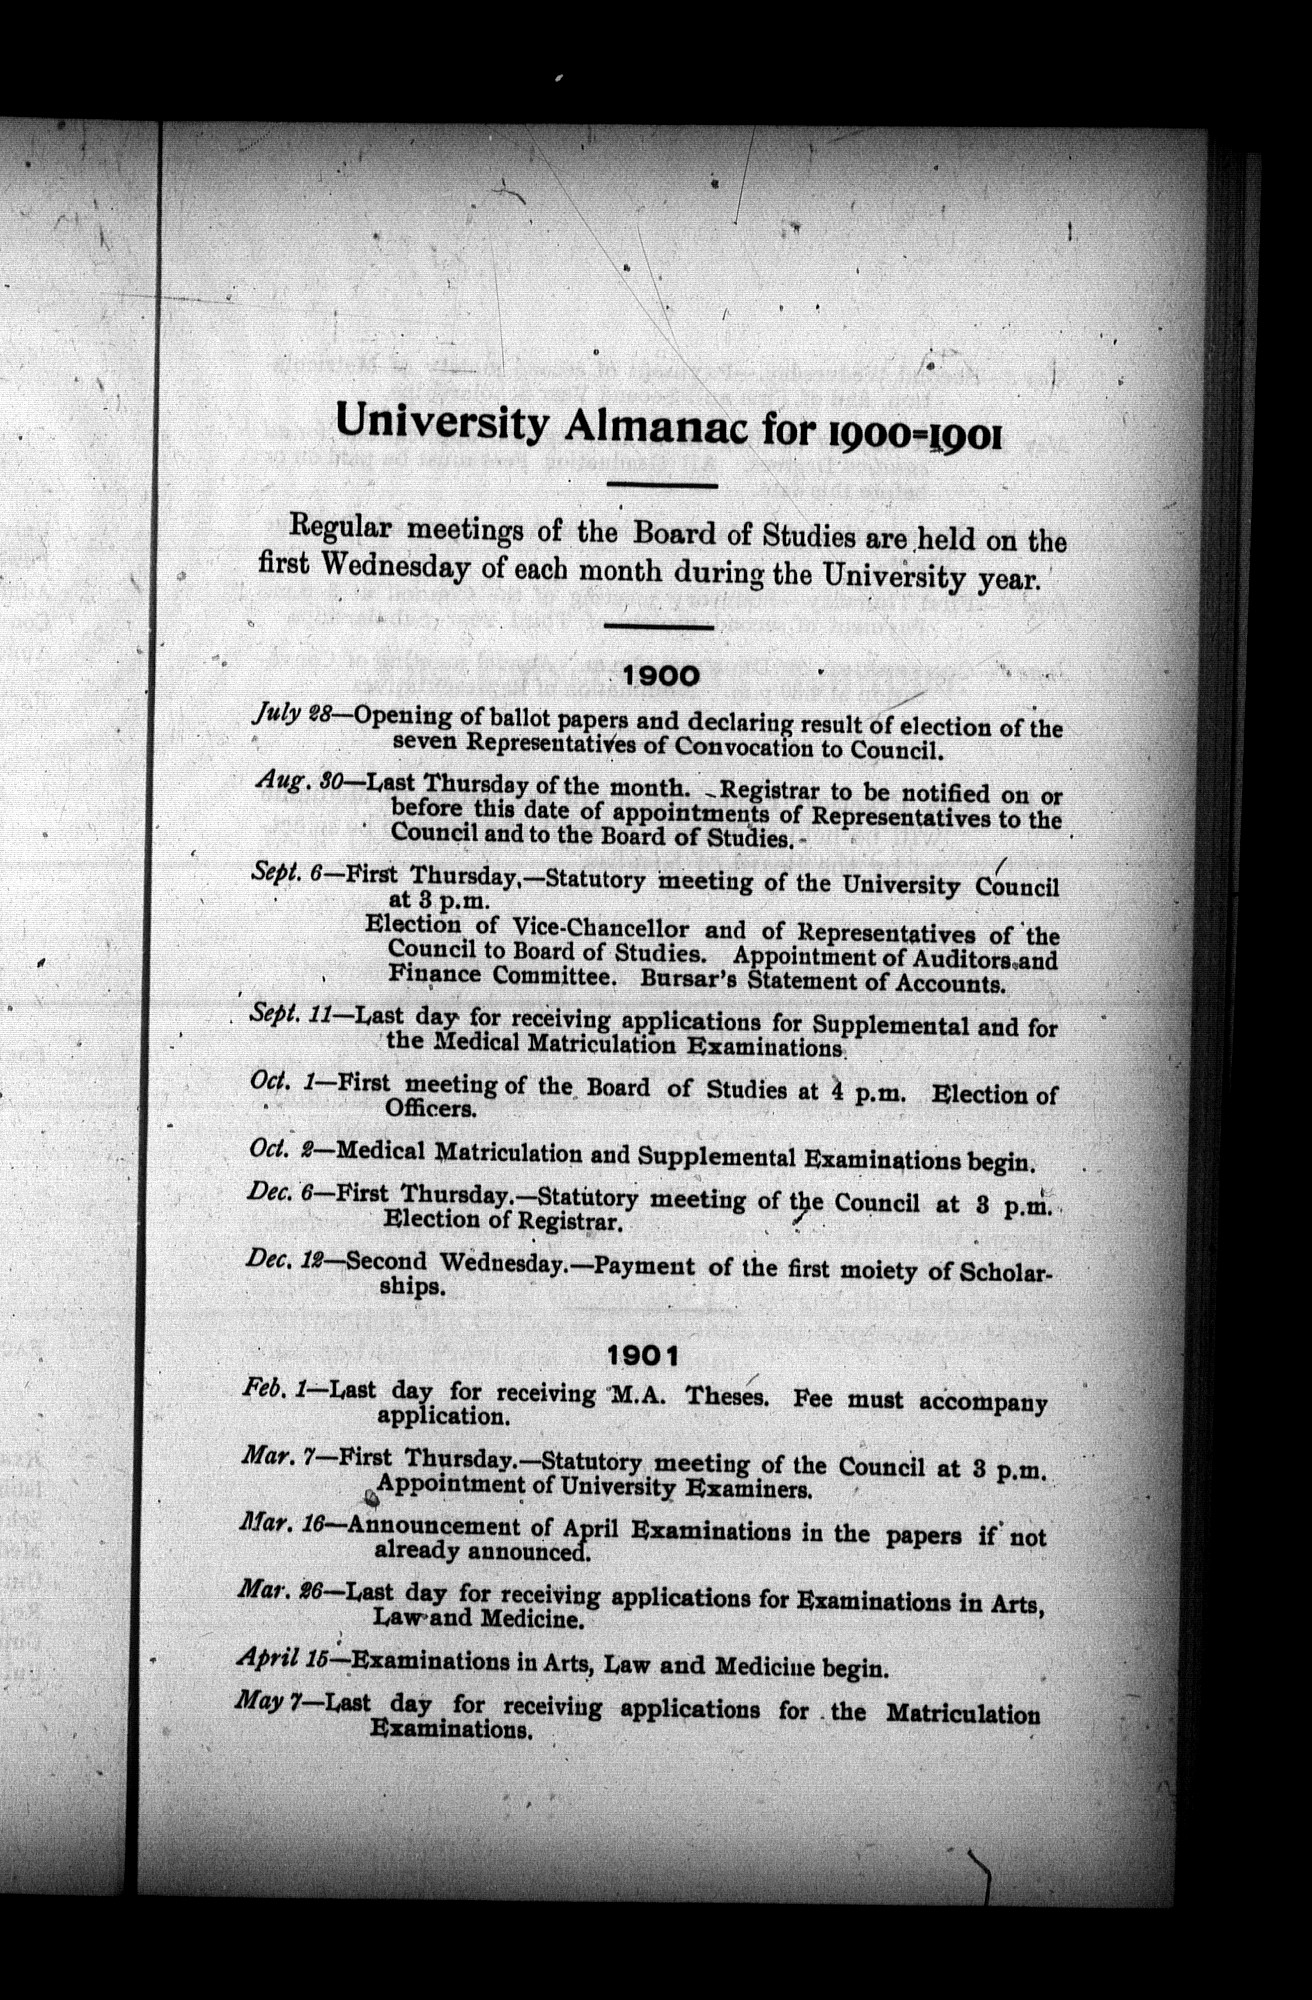 University Almanac for 1900=1901
Regular meetings of the Board of Studies are held on the
first Wednesday of each month during the University year.
1900
July 28—Opening of ballot papers and declaring result of election of the
seven Representatives of Convocation to Council.
Aug. 30—Last Thursday of the month. Registrar to be notified on or
before this date of appointments of Representatives to the
Council and to the Board of Studies.
Sept. 6—First Thursday,—Statutory meeting of the University Council
at 3 p.m.
Election of Vice-Chancellor and of Representatives of the
Council to Board of Studies. Appointment of Auditors and
Finance Committee. Bursar's Statement of Accounts.
Sept. 11—Last day for receiving applications for Supplemental and for
the Medical Matriculation Examinations.
Oct. 1—First meeting of the Board of Studies at 4 p.m. Election of
Officers.
Oct. 2—Medical Matriculation and Supplemental Examinations begin.
Dec. 6—First Thursday.—Statutory meeting of the Council at 3 p.m.
Election of Registrar.
Dec. 12—Second Wednesday.—Payment of the first moiety of Scholar-
ships.
1901
Feb. 1—Last day for receiving M.A. Theses. Fee must accompany
application.
Mar. 7—First Thursday.—Statutory meeting of the Council at 3 p.m.
Appointment of University Examiners.
Mar. 16—Announcement of April Examinations in the papers if not
already announced.
Mar. 26—Last day for receiving applications for Examinations in Arts,
Law and Medicine.
April 15—Examinations in Arts, Law and Medicine begin.
May 7—Last day for receiving applications for the Matriculation
Examinations.